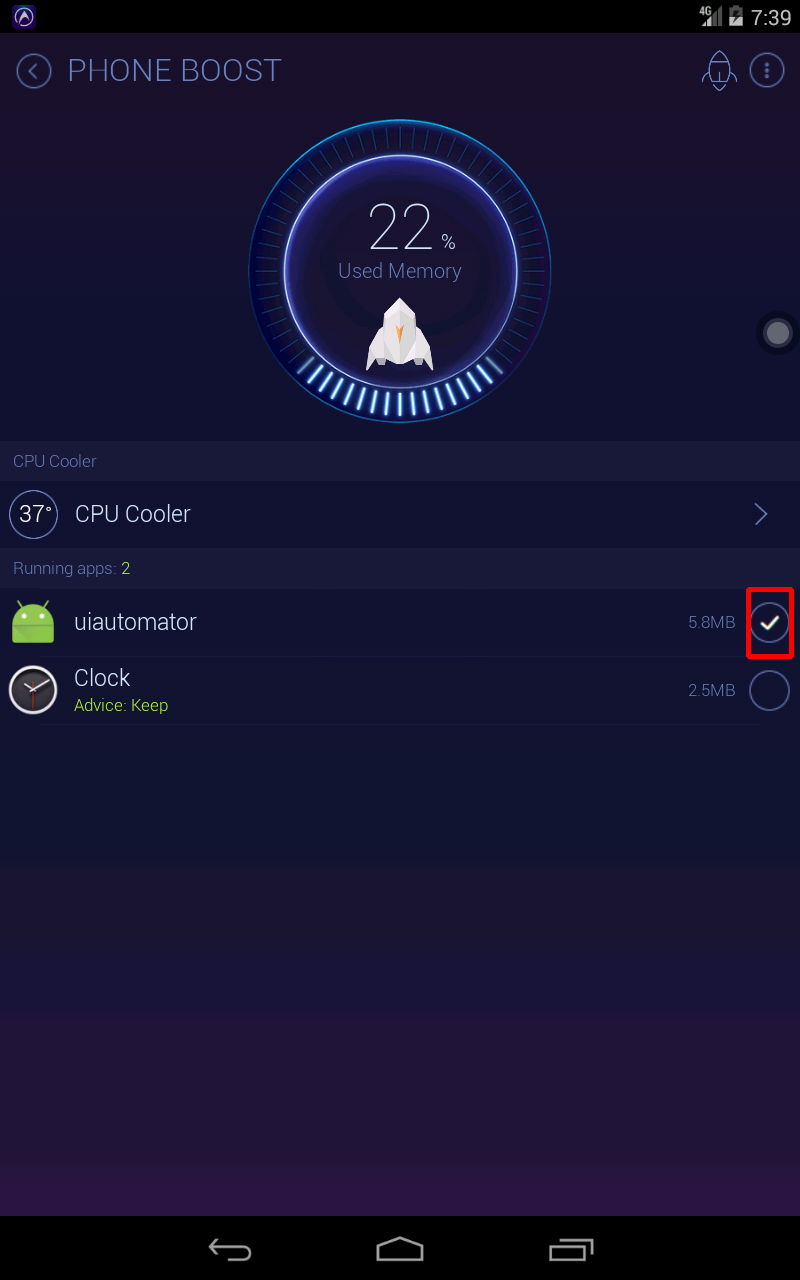 4G 7:39
PHONE BOOST
22 %
Used Memory
CPU Cooler
37° CPU Cooler
Running apps: 2
uiautomator 5.8MB
Clock 2.5MB
Advice: Keep